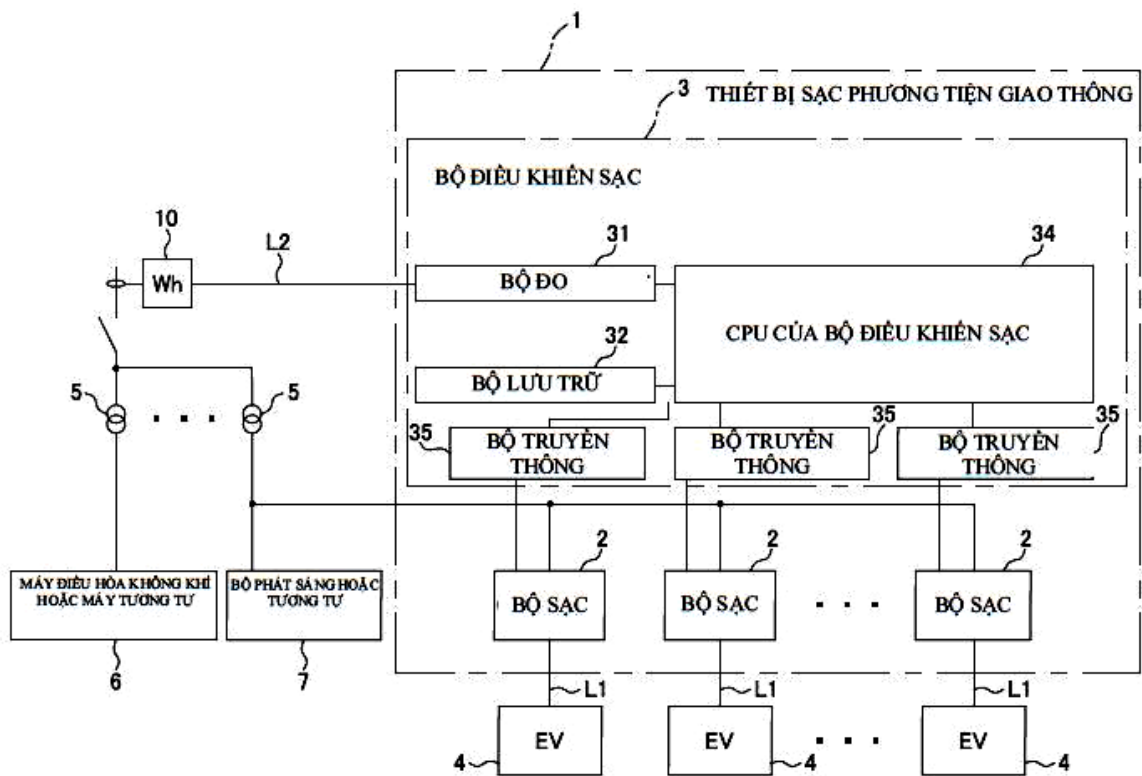 1
THIẾT BỊ SẠC PHƯƠNG TIỆN GIAO THÔNG
3
BỘ ĐIỀU KHIỂN SẠC
10
Wh
L2
31
BỘ ĐO
34
CPU CỦA BỘ ĐIỀU KHIỂN SẠC
32
BỘ LƯU TRỮ
5
5
35
BỘ TRUYỀN
THÔNG
35
BỘ TRUYỀN
THÔNG
35
BỘ TRUYỀN
THÔNG
2
BỘ SẠC
2
BỘ SẠC
2
BỘ SẠC
MÁY ĐIỀU HÒA KHÔNG KHÍ
HOẶC MÁY TƯƠNG TỰ
6
BỘ PHÁT SÁNG HOẶC
TƯƠNG TỰ
7
L1
L1
L1
EV
4
EV
4
EV
4